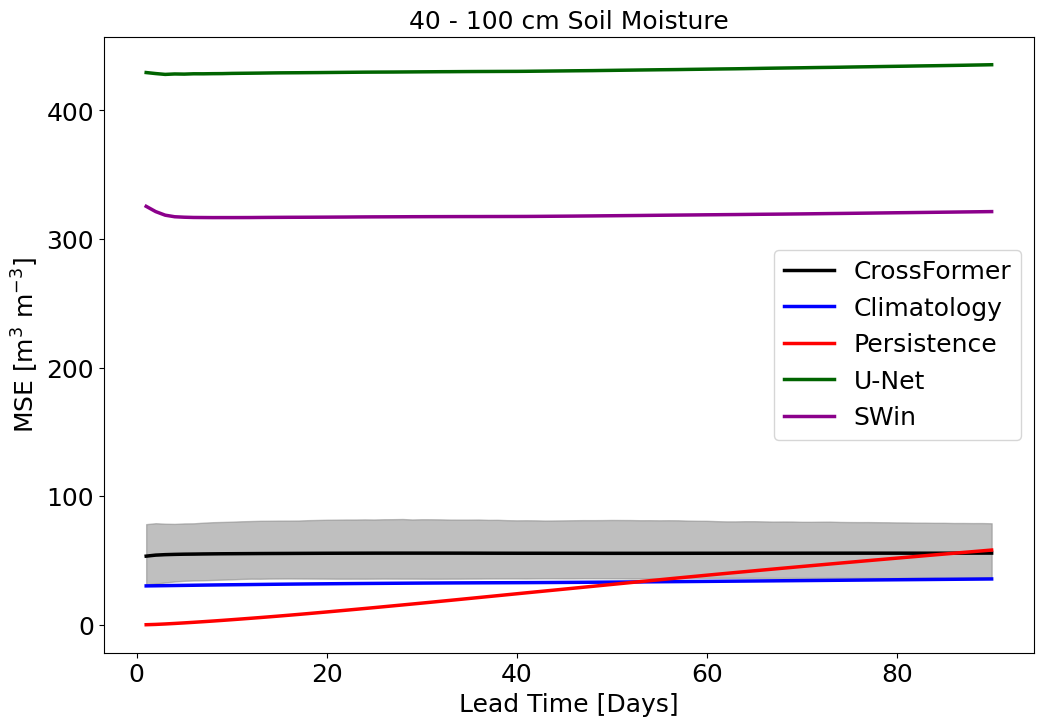 40 - 100 cm Soil Moisture
MSE [m³ m⁻³]
400
300
200
100
0
CrossFormer
Climatology
Persistence
U-Net
SWin
0 20 40 60 80
Lead Time [Days]